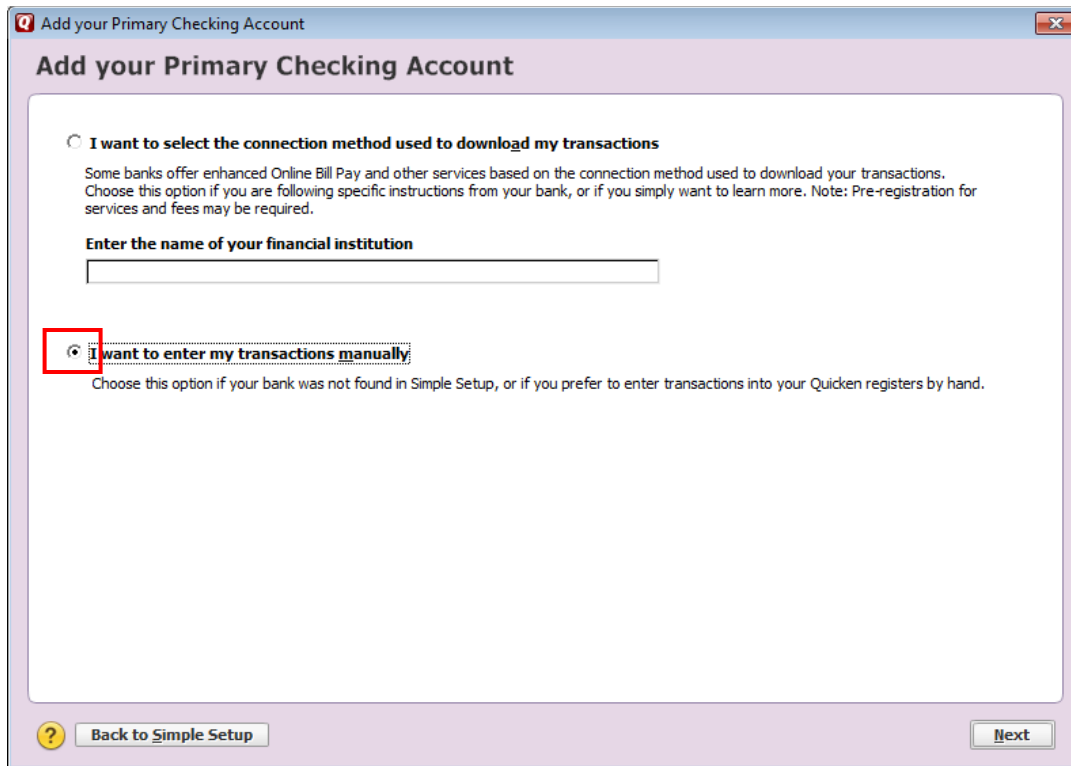 Add your Primary Checking Account
Add your Primary Checking Account
I want to select the connection method used to download my transactions
Some banks offer enhanced Online Bill Pay and other services based on the connection method used to download your transactions.
Choose this option if you are following specific instructions from your bank, or if you simply want to learn more. Note: Pre-registration for
services and fees may be required.
Enter the name of your financial institution
I want to enter my transactions manually
Choose this option if your bank was not found in Simple Setup, or if you prefer to enter transactions into your Quicken registers by hand.
? Back to Simple Setup Next